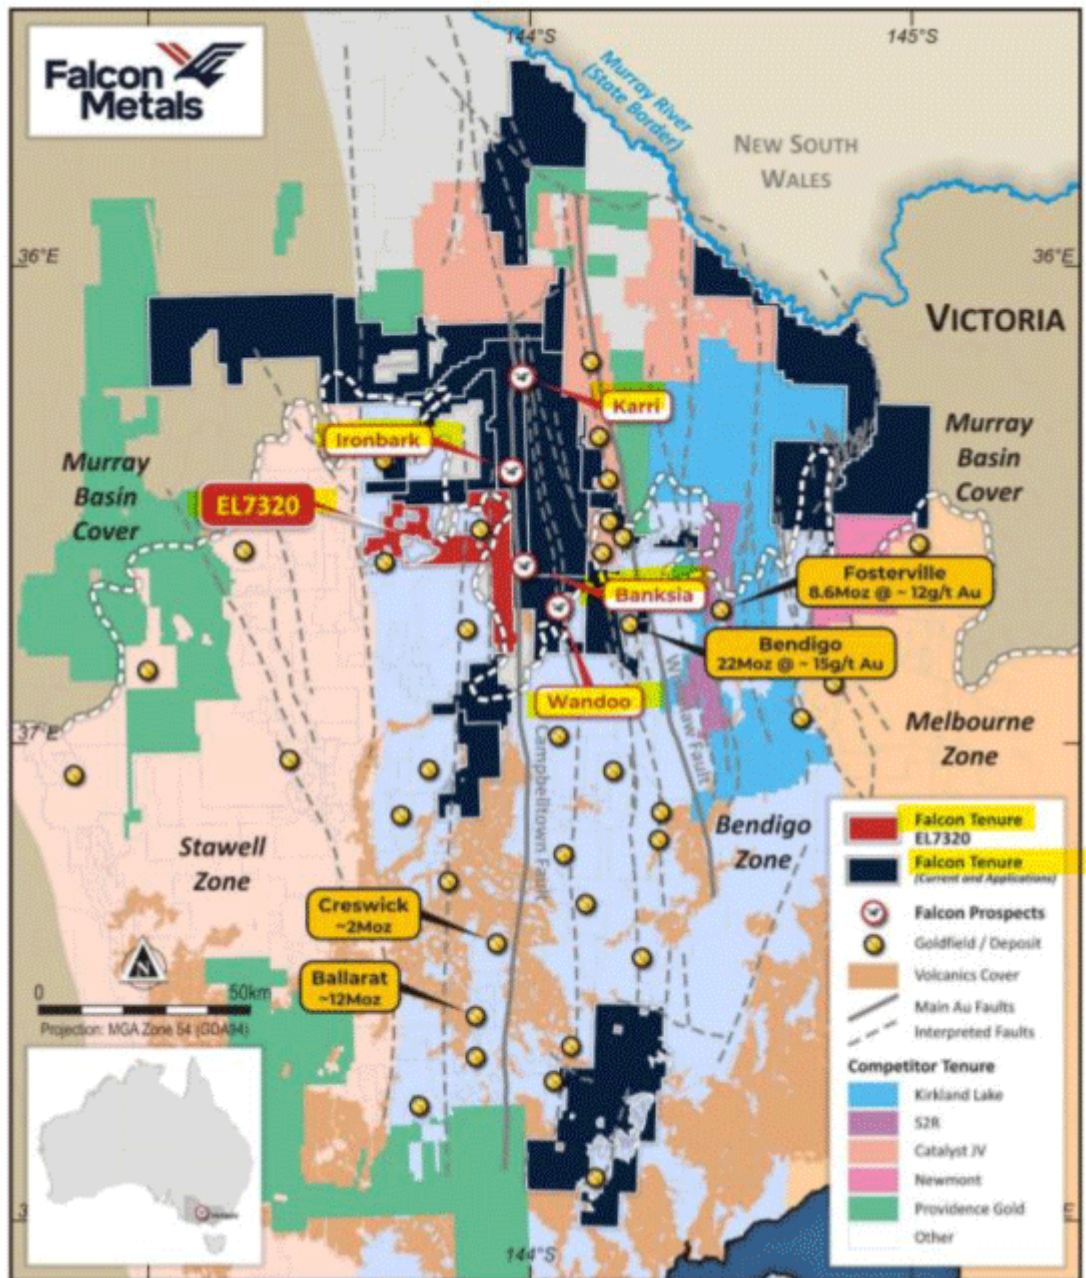 Falcon
Metals
144°S
145°S
Murray River
(State Border)
NEW SOUTH
WALES
36°E
36°E
VICTORIA
Karri
Ironbark
Murray
Basin
Cover
Murray
Basin
Cover
EL7320
Fosterville
8.6Moz @ ~ 12g/t Au
Banksia
Bendigo
22Moz @ ~ 15g/t Au
Wandoo
37°E
Melbourne
Zone
Campbelltown Fault
Stawell
Zone
Bendigo
Zone
Creswick
~2Moz
Ballarat
~12Moz
N
0
50km
Projection: MGA Zone 54 (GDA94)
Falcon Tenure
EL7320
Falcon Tenure
(Current and Applications)
Falcon Prospects
Goldfield / Deposit
Volcanics Cover
Main Au Faults
Interpreted Faults
Competitor Tenure
Kirkland Lake
S2R
Catalyst JV
Newmont
Providence Gold
Other
144°S